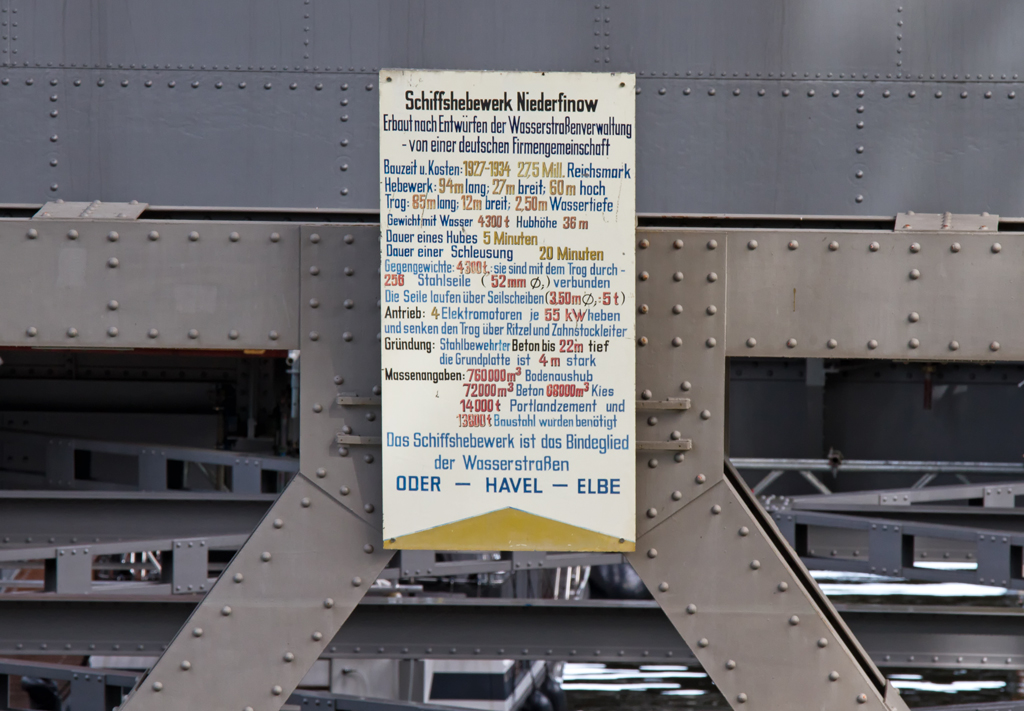 Schiffshebewerk Niederfinow
Erbaut nach Entwürfen der Wasserstraßenverwaltung
- von einer deutschen Firmengemeinschaft
Bauzeit u. Kosten: 1927-1934 27,5 Mill. Reichsmark
Hebewerk: 94m lang; 27m breit; 60m hoch
Trog: 85m lang; 12m breit; 2,50m Wassertiefe
Gewicht mit Wasser 4300t Hubhöhe 36m
Dauer eines Hubes 5 Minuten
Dauer einer Schleusung 20 Minuten
Gegengewichte: 4300t.; sie sind mit dem Trog durch -
256 Stahlseile (52mm Ø,) verbunden
Die Seile laufen über Seilscheiben (3,50m Ø,: 5t)
Antrieb: 4 Elektromotoren je 55 kW heben
und senken den Trog über Ritzel und Zahnstockleiter
Gründung: Stahlbewehrter Beton bis 22m tief
die Grundplatte ist 4m stark
Massenangaben: 760000m³ Bodenaushub
72000m³ Beton 68000m³ Kies
14000t Portlandzement und
13800t Baustahl wurden benötigt
Das Schiffshebewerk ist das Bindeglied
der Wasserstraßen
ODER — HAVEL — ELBE